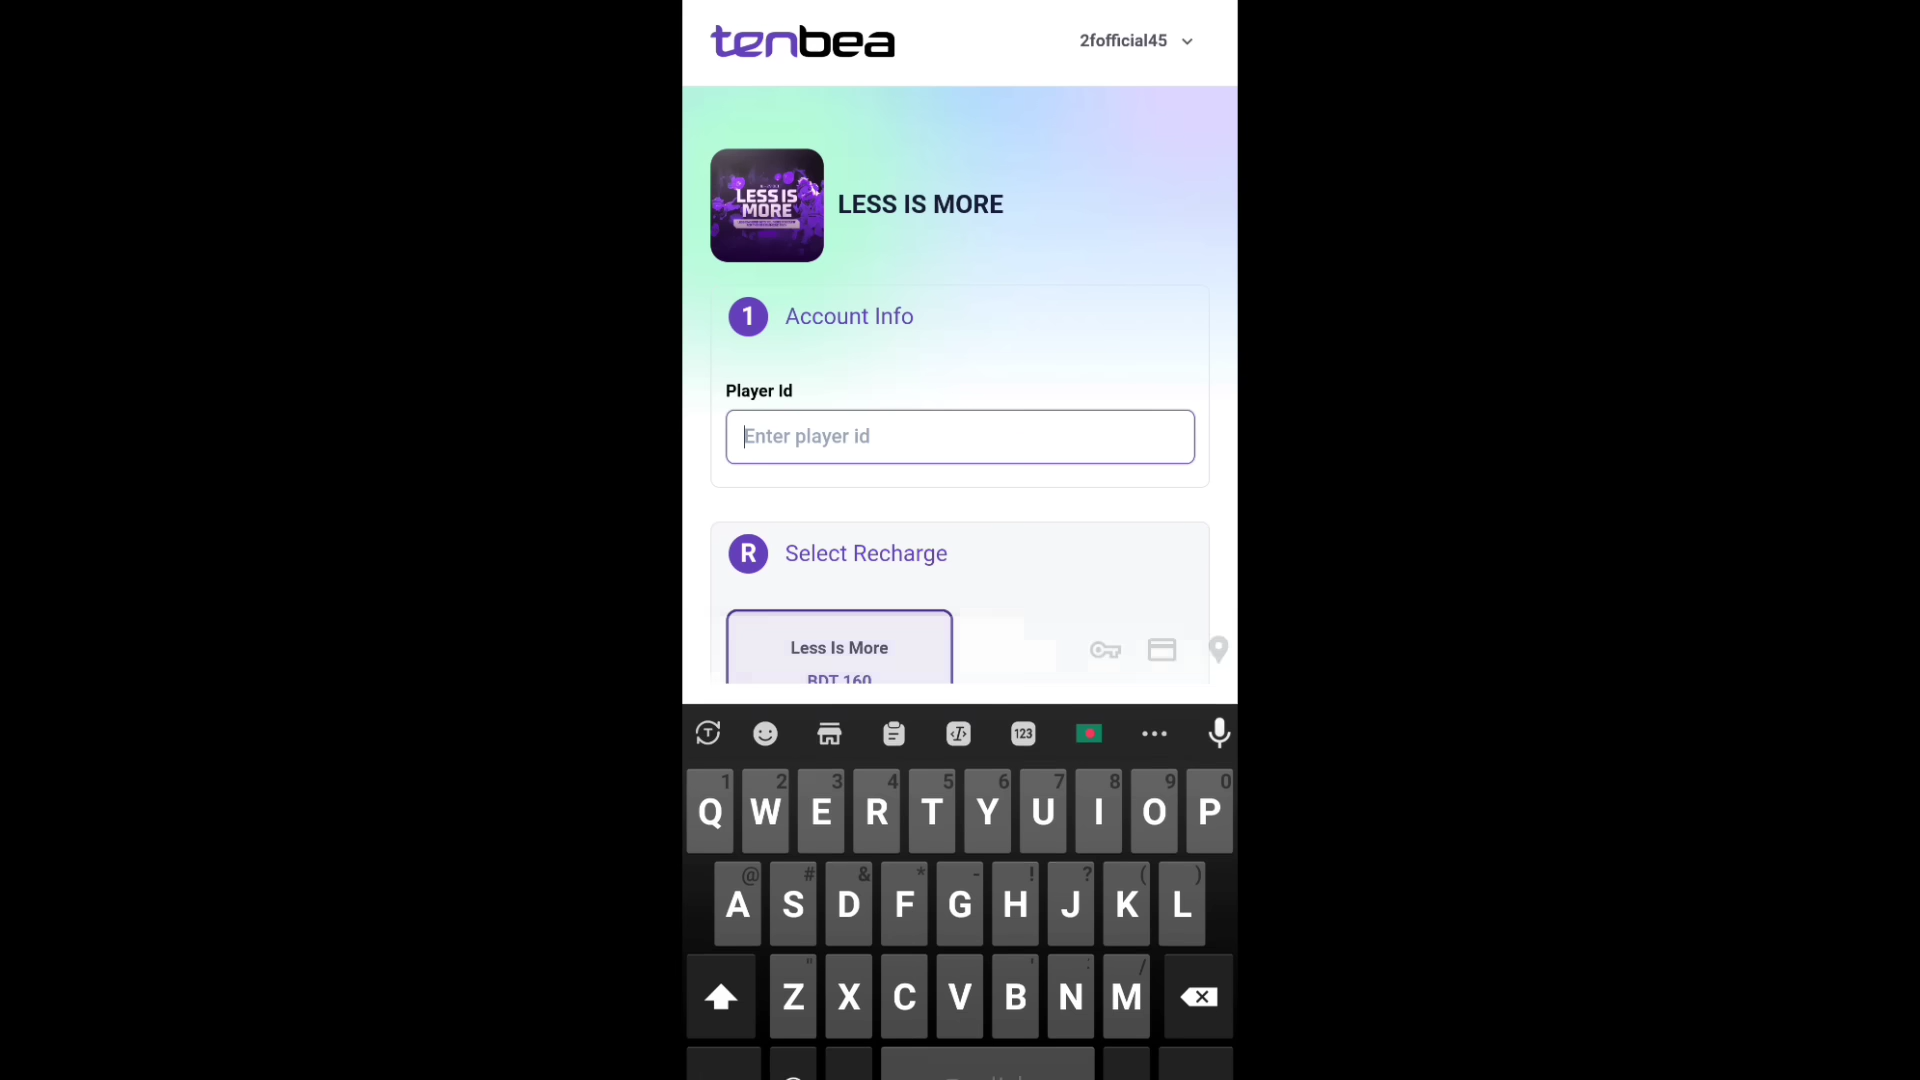 tenbea
2fofficial45
LESS IS
MORE
LESS IS MORE
1 Account Info
Player Id
Enter player id
R Select Recharge
Less Is More
BDT 160
T 123
1 2 3 4 5 6 7 8 9 0
Q W E R T Y U I O P
@ # & * - ! ? ( )
A S D F G H J K L
" ' : /
Z X C V B N M